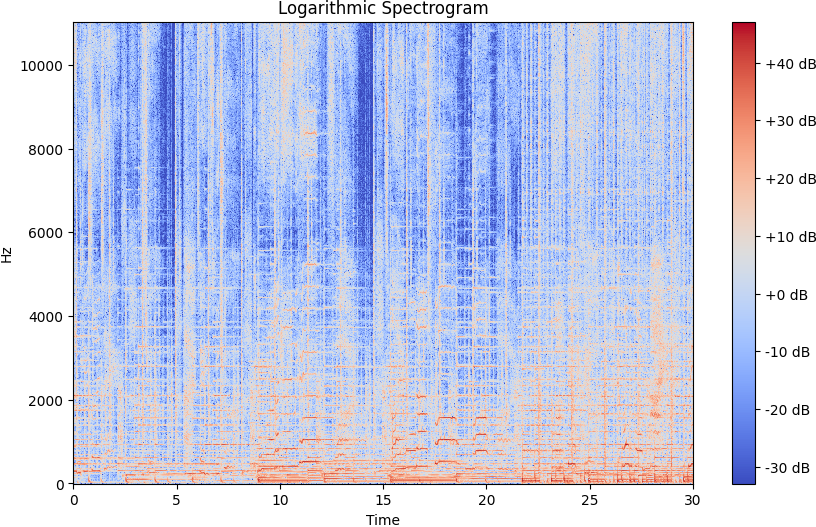 Logarithmic Spectrogram
10000
8000
6000
4000
2000
0
Hz
0 5 10 15 20 25 30
Time
+40 dB
+30 dB
+20 dB
+10 dB
+0 dB
-10 dB
-20 dB
-30 dB